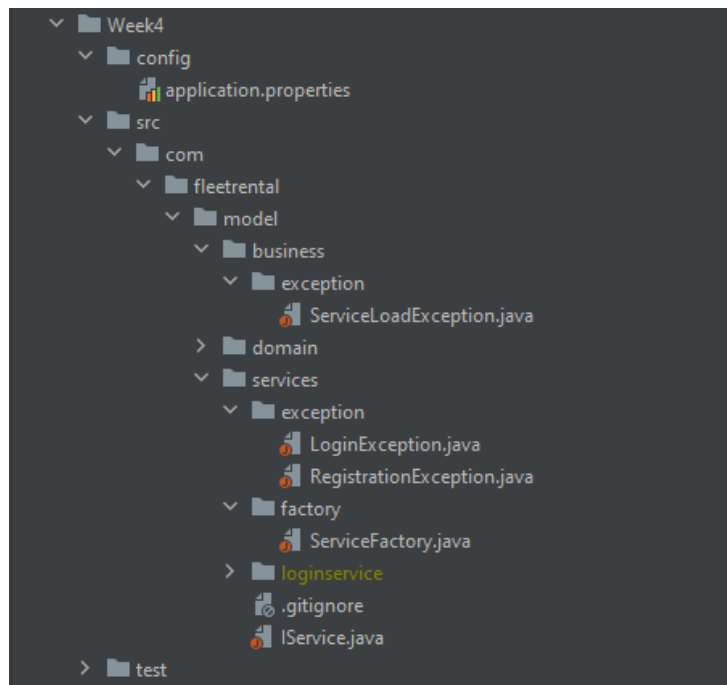 Week4
config
application.properties
src
com
fleetrental
model
business
exception
ServiceLoadException.java
domain
services
exception
LoginException.java
RegistrationException.java
factory
ServiceFactory.java
loginservice
.gitignore
IService.java
test